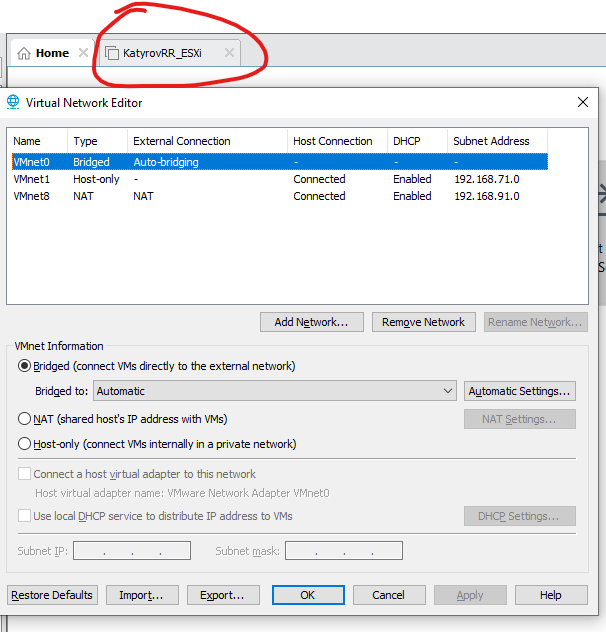 Home KatyrovRR_ESXi
Virtual Network Editor
Name Type External Connection Host Connection DHCP Subnet Address
VMnet0 Bridged Auto-bridging - - -
VMnet1 Host-only - Connected Enabled 192.168.71.0
VMnet8 NAT NAT Connected Enabled 192.168.91.0
Add Network... Remove Network Rename Network...
VMnet Information
Bridged (connect VMs directly to the external network)
Bridged to: Automatic Automatic Settings...
NAT (shared host's IP address with VMs) NAT Settings...
Host-only (connect VMs internally in a private network)
Connect a host virtual adapter to this network
Host virtual adapter name: VMware Network Adapter VMnet0
Use local DHCP service to distribute IP address to VMs DHCP Settings...
Subnet IP: . . . Subnet mask: . . .
Restore Defaults Import... Export... OK Cancel Apply Help